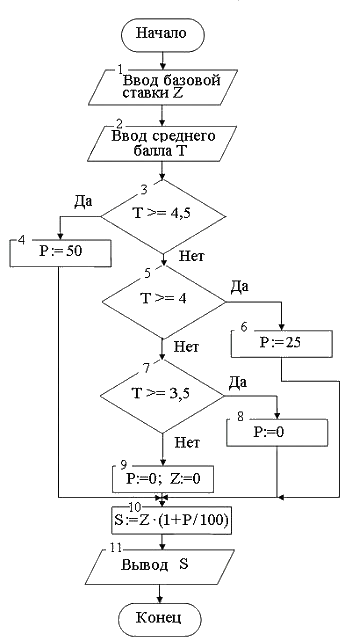 Начало
1
Ввод базовой
ставки Z
2
Ввод среднего
балла T
3
T >= 4,5
Да
4
P:= 50
Нет
5
T >= 4
Да
6
P:=25
Нет
7
T >= 3,5
Да
8
P:=0
Нет
9
P:=0; Z:=0
10
S:=Z·(1+P/100)
11
Вывод S
Конец